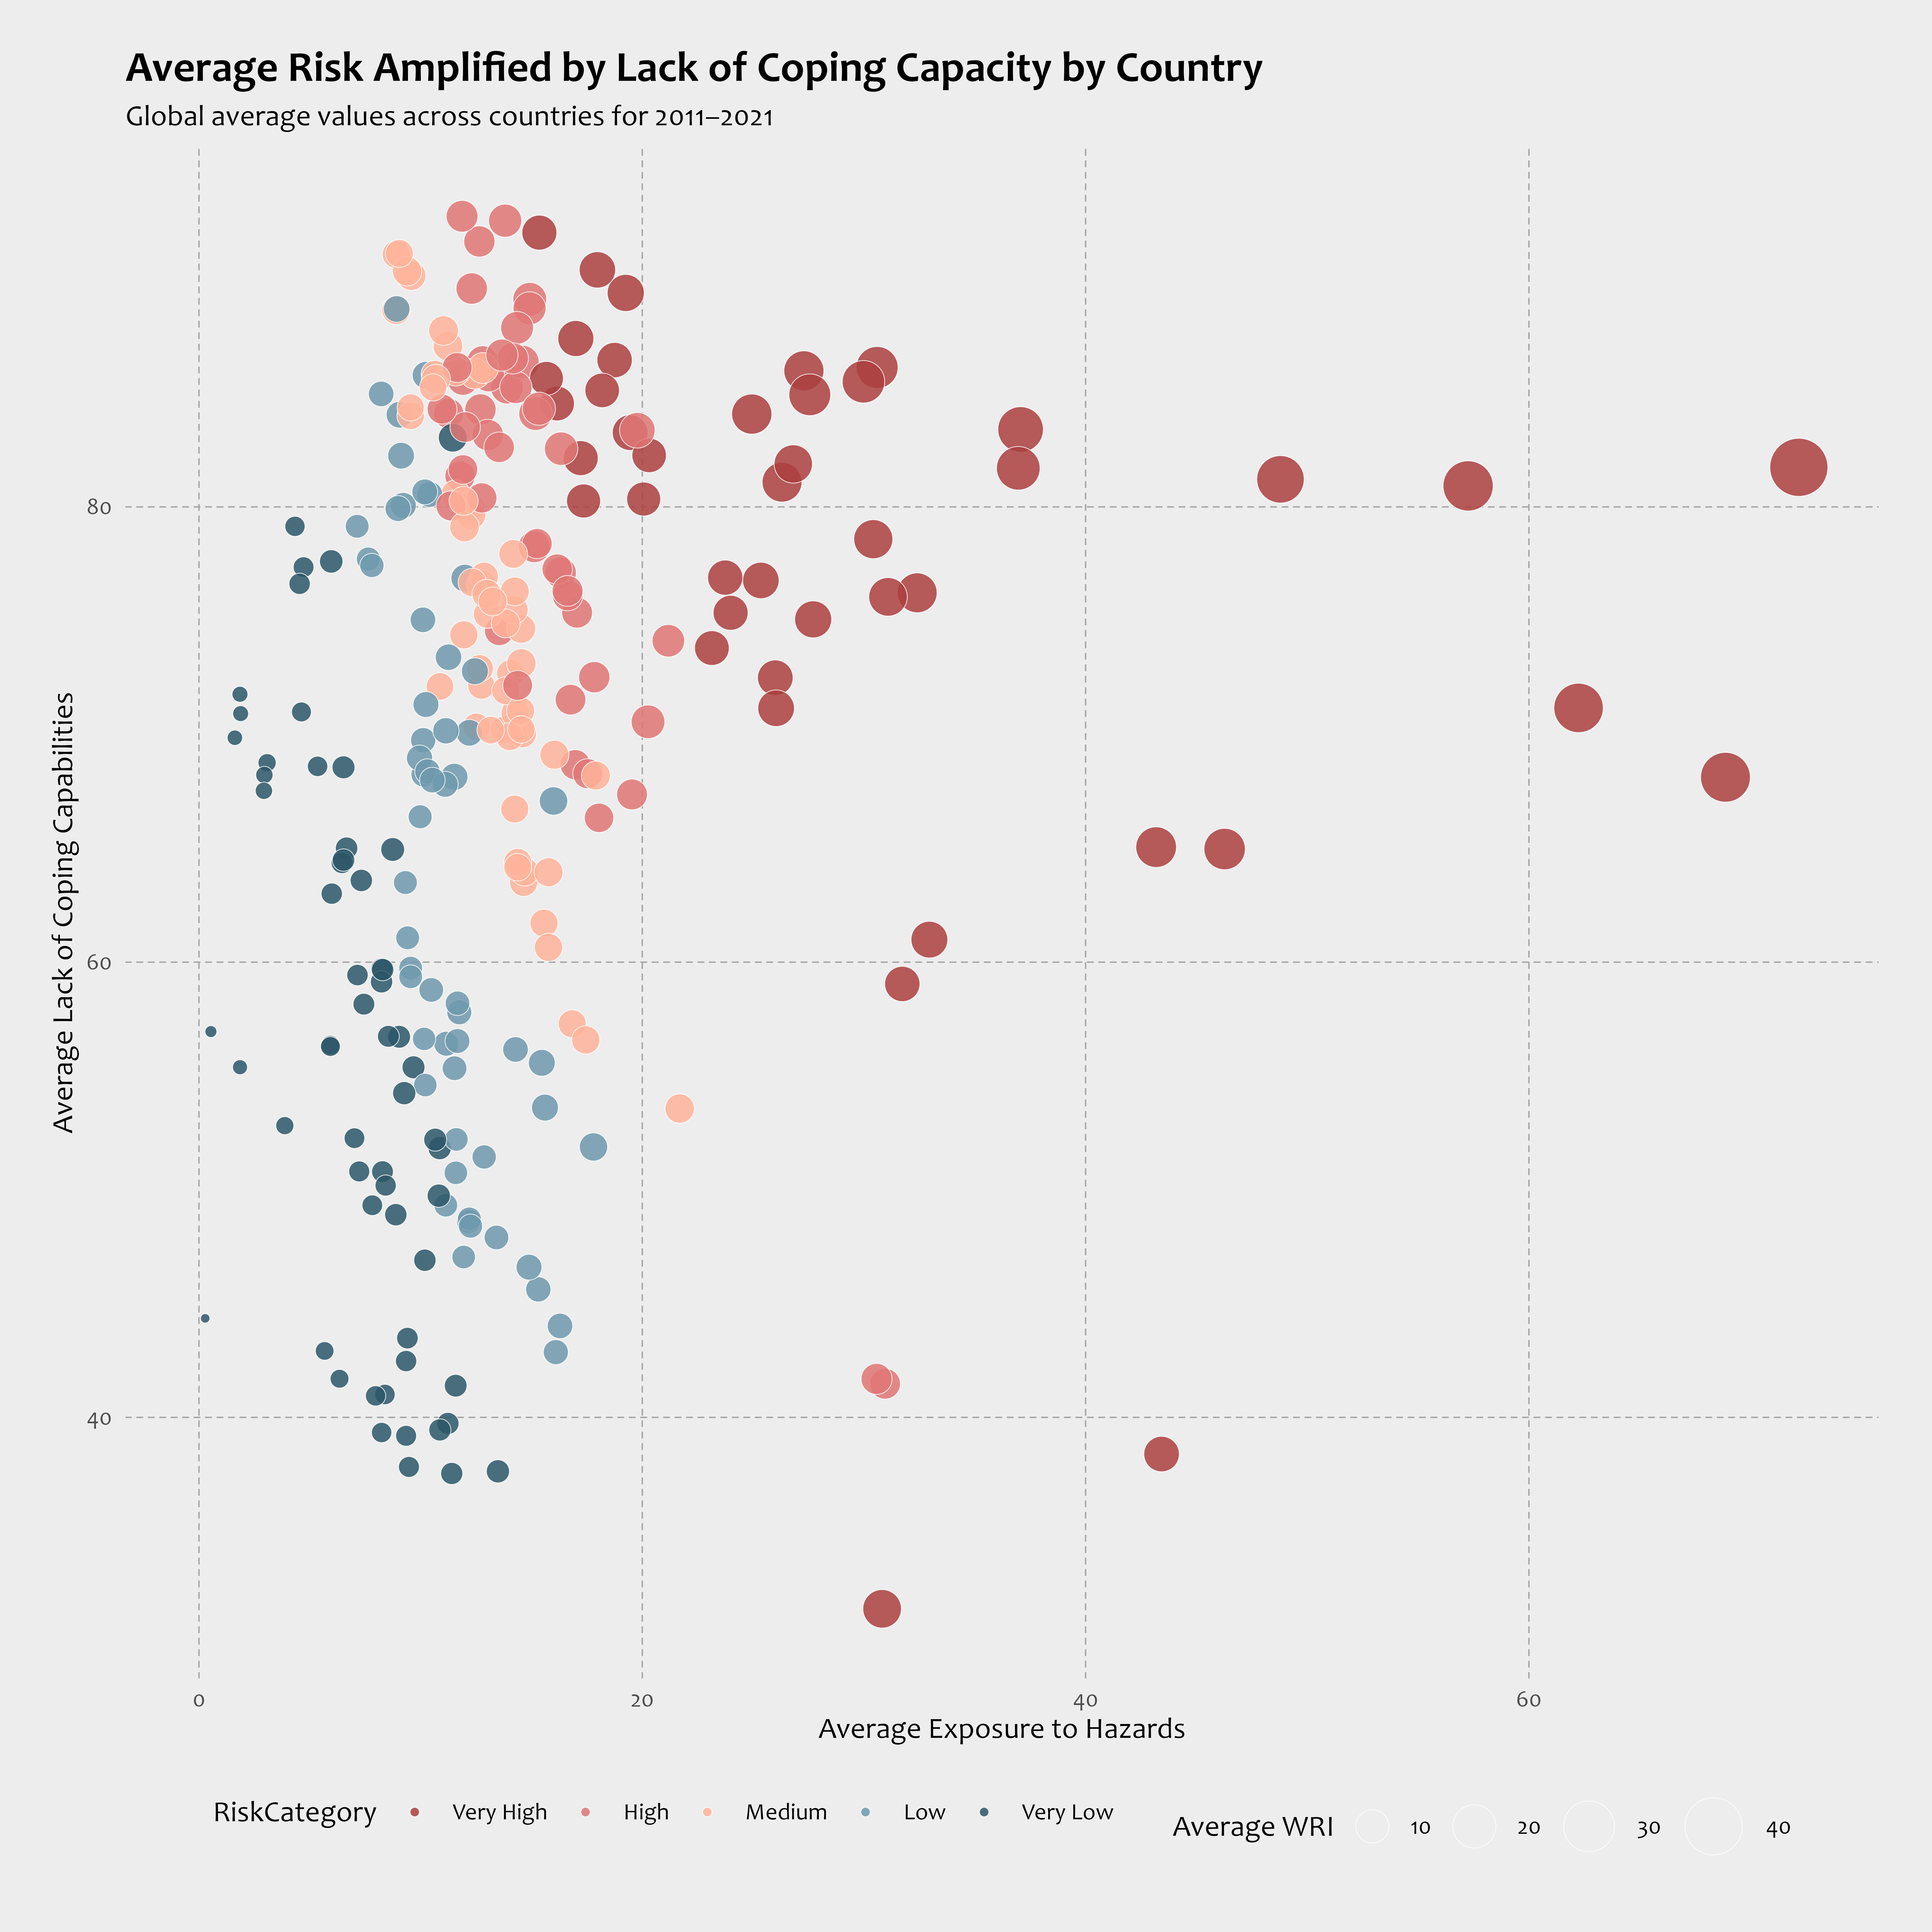 Average Risk Amplified by Lack of Coping Capacity by Country
Global average values across countries for 2011–2021
Average Lack of Coping Capabilities
80
60
40
0 20 40 60
Average Exposure to Hazards
RiskCategory Very High High Medium Low Very Low Average WRI 10 20 30 40